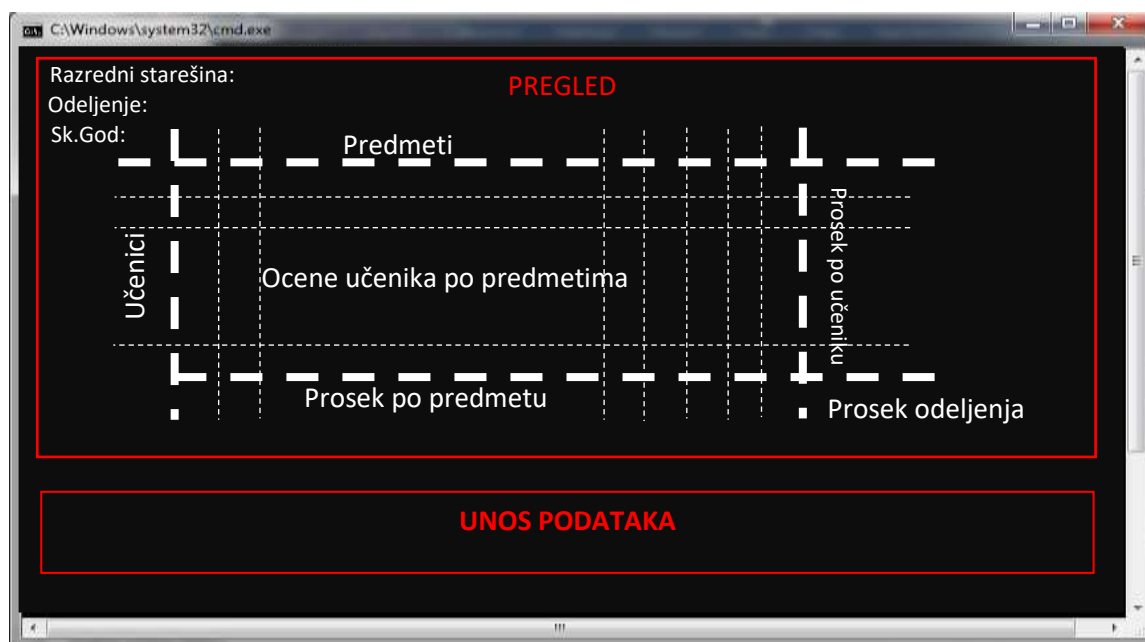 C:\Windows\system32\cmd.exe
Razredni starešina:
PREGLED
Odeljenje:
Sk.God:
Predmeti
Učenici
Ocene učenika po predmetima
Prosek po učeniku
Prosek po predmetu
Prosek odeljenja
UNOS PODATAKA